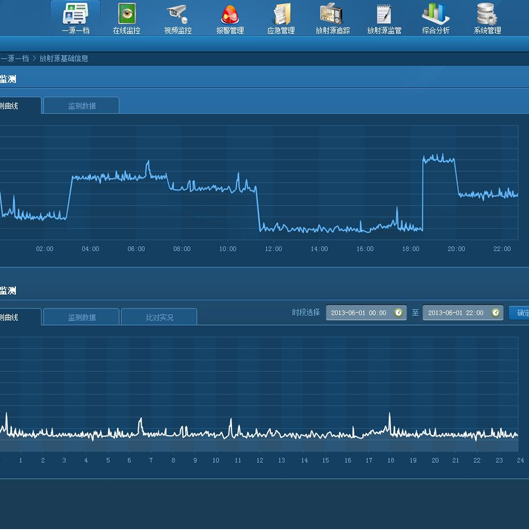 一源一档 在线监控 视频监控 报警管理 应急管理 放射源追踪 放射源监管 综合分析 系统管理
一源一档 > 放射源基础信息
监测
测曲线 监测数据
02:00 04:00 06:00 08:00 10:00 12:00 14:00 16:00 18:00 20:00 22:00
监测
测曲线 监测数据 比对实况 时段选择 2013-06-01 00:00 至 2013-06-01 22:00 确定
1 2 3 4 5 6 7 8 9 10 11 12 13 14 15 16 17 18 19 20 21 22 23 24